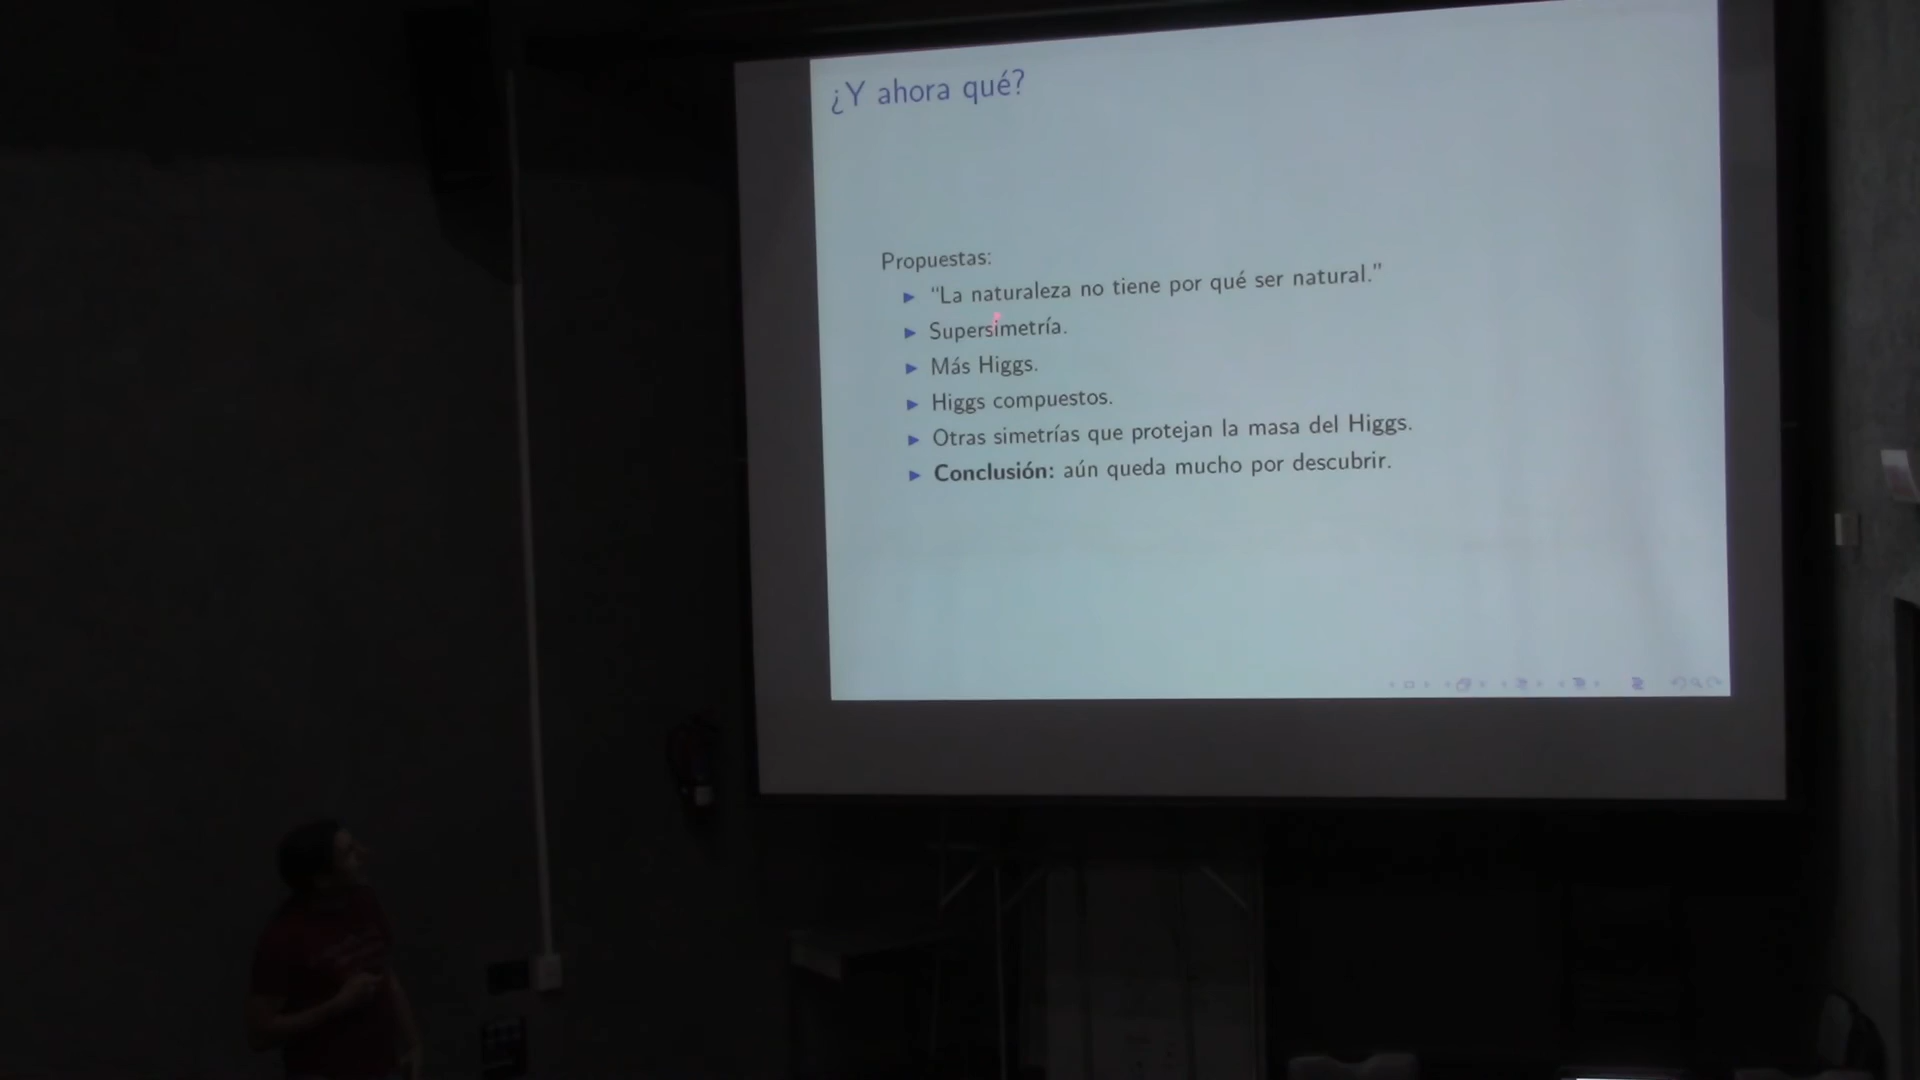 ¿Y ahora qué?
Propuestas:
“La naturaleza no tiene por qué ser natural.”
Supersimetría.
Más Higgs.
Higgs compuestos.
Otras simetrías que protejan la masa del Higgs.
Conclusión: aún queda mucho por descubrir.